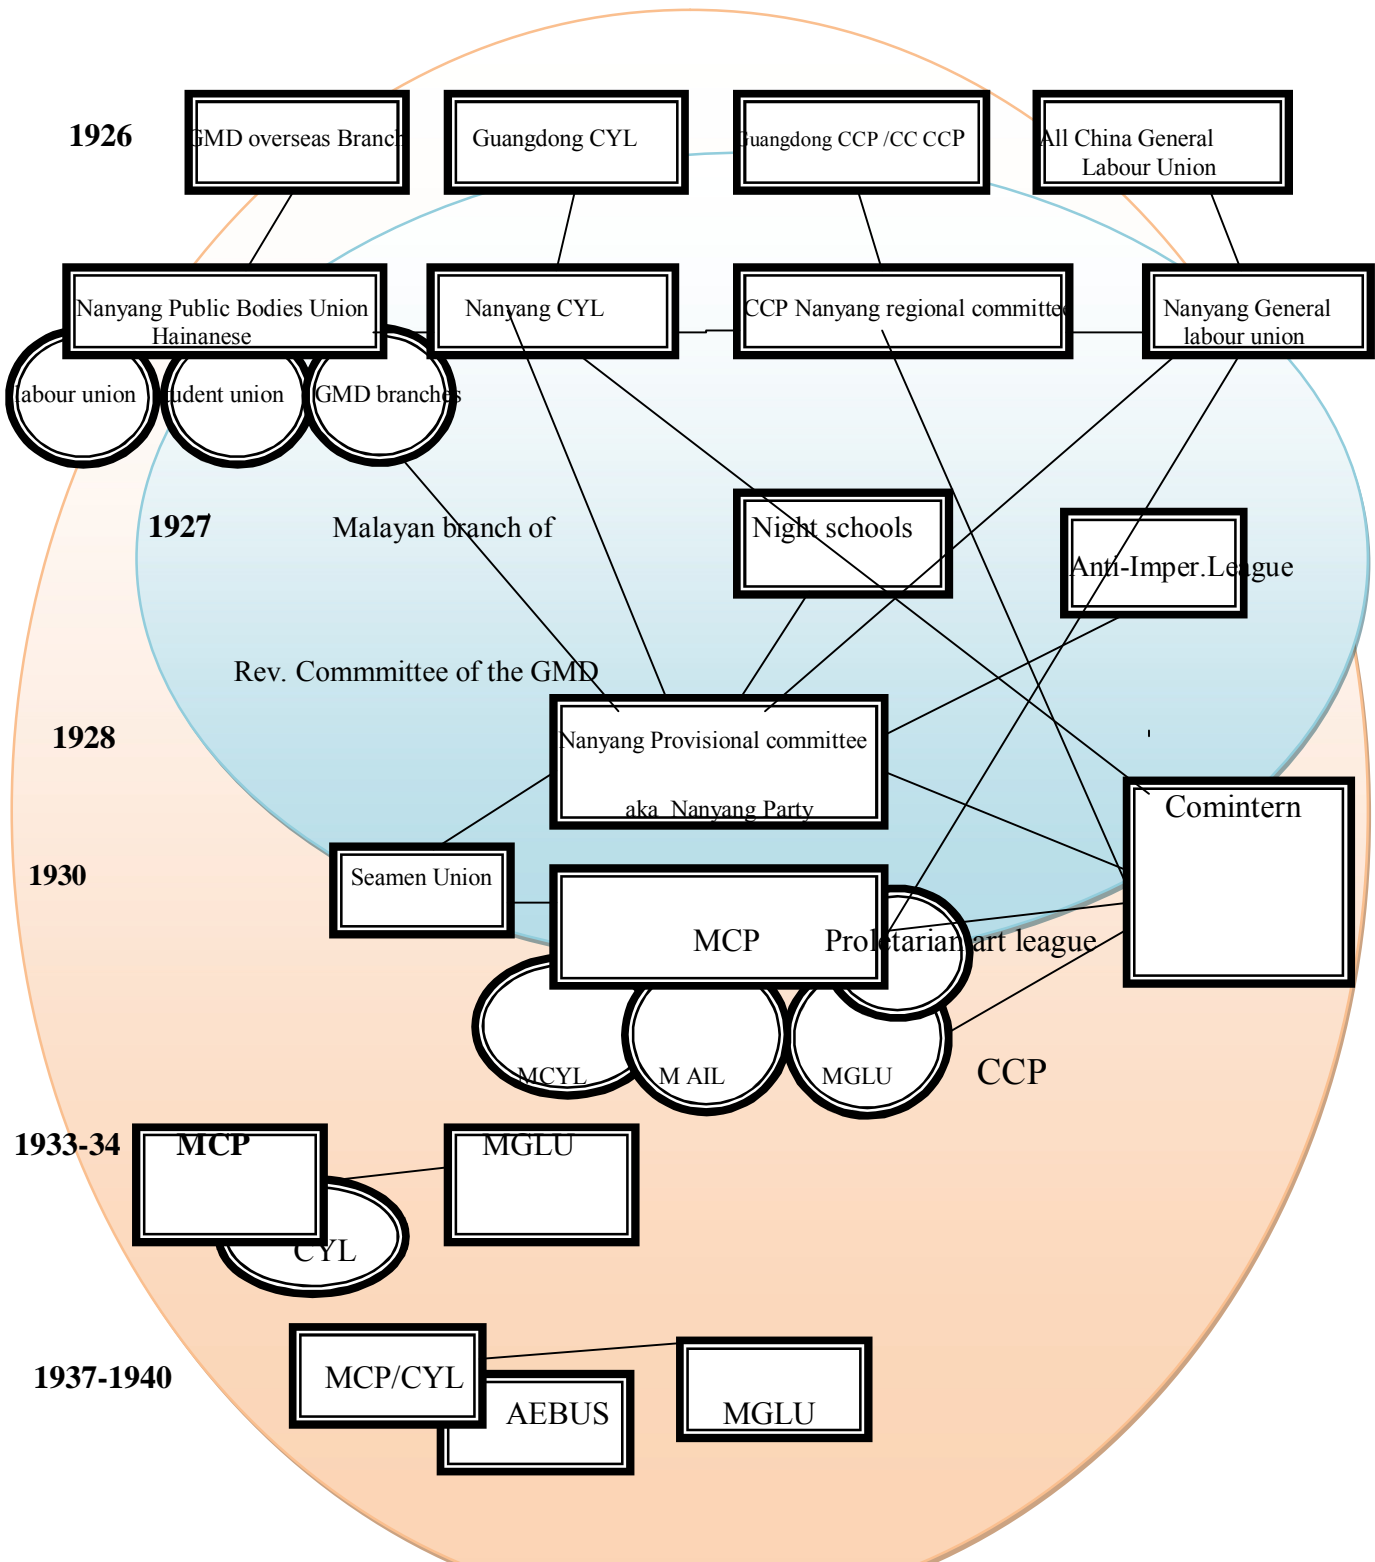 1926
GMD overseas Branch
Guangdong CYL
Guangdong CCP /CC CCP
All China General
Labour Union
Nanyang Public Bodies Union
Hainanese
Nanyang CYL
CCP Nanyang regional committee
Nanyang General
labour union
labour union
udent union
GMD branches
1927
Malayan branch of
Night schools
Anti-Imper.League
Rev. Commmittee of the GMD
1928
Nanyang Provisional committee
aka  Nanyang Party
Comintern
1930
Seamen Union
MCP
Proletarian art league
MCYL
M AIL
MGLU
CCP
1933-34
MCP
MGLU
CYL
1937-1940
MCP/CYL
AEBUS
MGLU